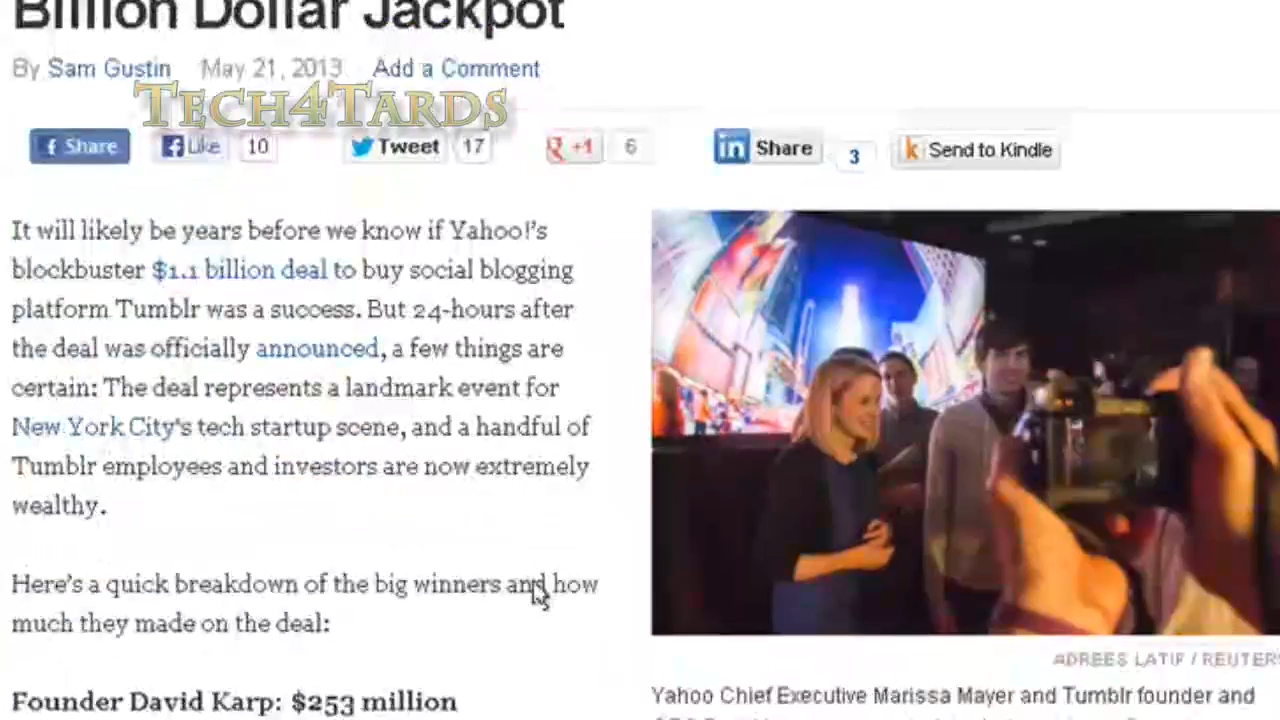 Billion Dollar Jackpot
By Sam Gustin May 21, 2013 Add a Comment
TECH4TARDS
Share Like 10 Tweet 17 +1 6 Share 3 Send to Kindle
It will likely be years before we know if Yahoo!'s
blockbuster $1.1 billion deal to buy social blogging
platform Tumblr was a success. But 24-hours after
the deal was officially announced, a few things are
certain: The deal represents a landmark event for
New York City's tech startup scene, and a handful of
Tumblr employees and investors are now extremely
wealthy.
Here's a quick breakdown of the big winners and how
much they made on the deal:
Founder David Karp: $253 million
ADREES LATIF / REUTERS
Yahoo Chief Executive Marissa Mayer and Tumblr founder and